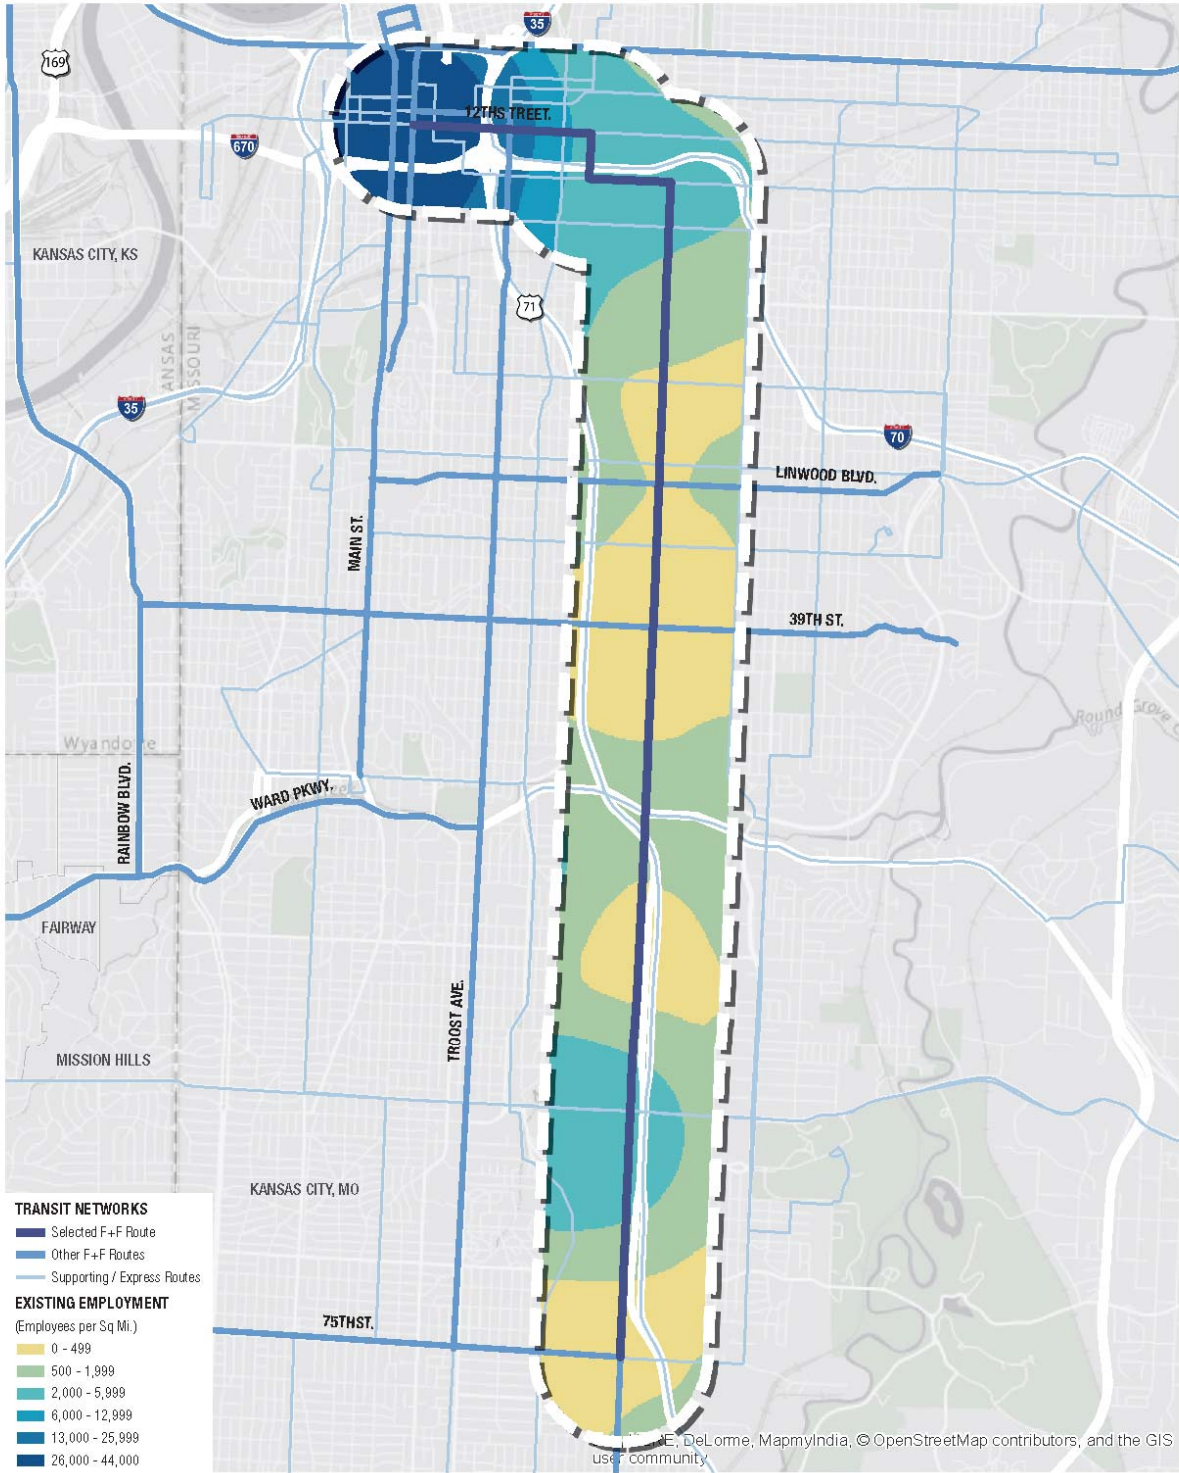 35
169
12THS TREET.
670
KANSAS CITY, KS
71
KANSAS
MISSOURI
35
70
LINWOOD BLVD.
MAIN ST.
39TH ST.
Round Grove
Wyandotte
RAINBOW BLVD.
WARD PKWY.
FAIRWAY
TROOST AVE.
MISSION HILLS
KANSAS CITY, MO
TRANSIT NETWORKS
Selected F+F Route
Other F+F Routes
Supporting / Express Routes
EXISTING EMPLOYMENT
(Employees per Sq Mi.)
0 - 499
500 - 1,999
2,000 - 5,999
6,000 - 12,999
13,000 - 25,999
26,000 - 44,000
75TH ST.
DeLorme, MapmyIndia, © OpenStreetMap contributors, and the GIS
user community